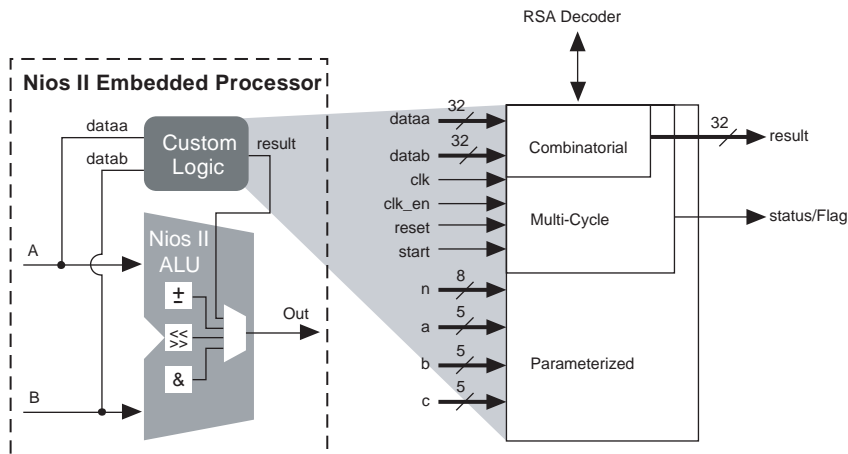 RSA Decoder
Nios II Embedded Processor
dataa
datab
Custom
Logic
result
A
Nios II
ALU
±
<<
>>
&
Out
B
dataa
32
datab
32
clk
clk_en
reset
start
n
8
a
5
b
5
c
5
Combinatorial
Multi-Cycle
Parameterized
32
result
status/Flag